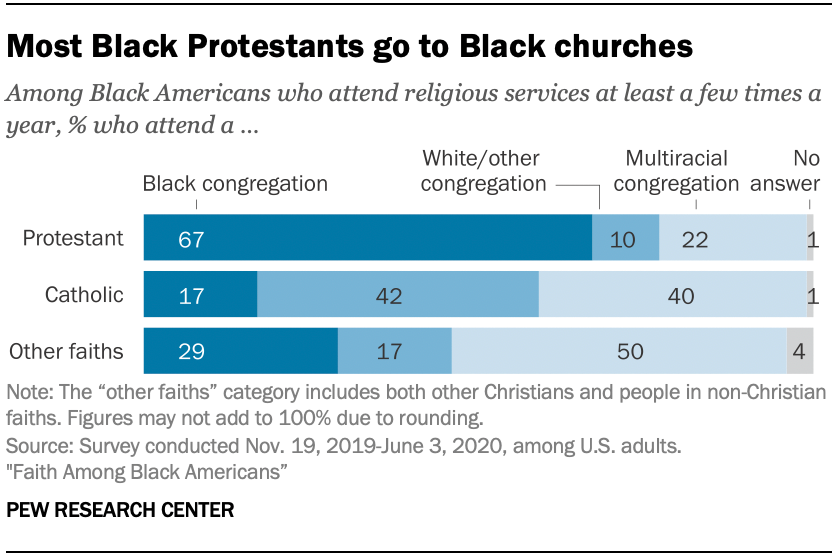 Most Black Protestants go to Black churches
Among Black Americans who attend religious services at least a few times a
year, % who attend a ...
Black congregation
White/other
congregation
Multiracial
congregation
No
answer
Protestant 67 10 22 1
Catholic 17 42 40 1
Other faiths 29 17 50 4
Note: The “other faiths” category includes both other Christians and people in non-Christian
faiths. Figures may not add to 100% due to rounding.
Source: Survey conducted Nov. 19, 2019-June 3, 2020, among U.S. adults.
"Faith Among Black Americans”
PEW RESEARCH CENTER